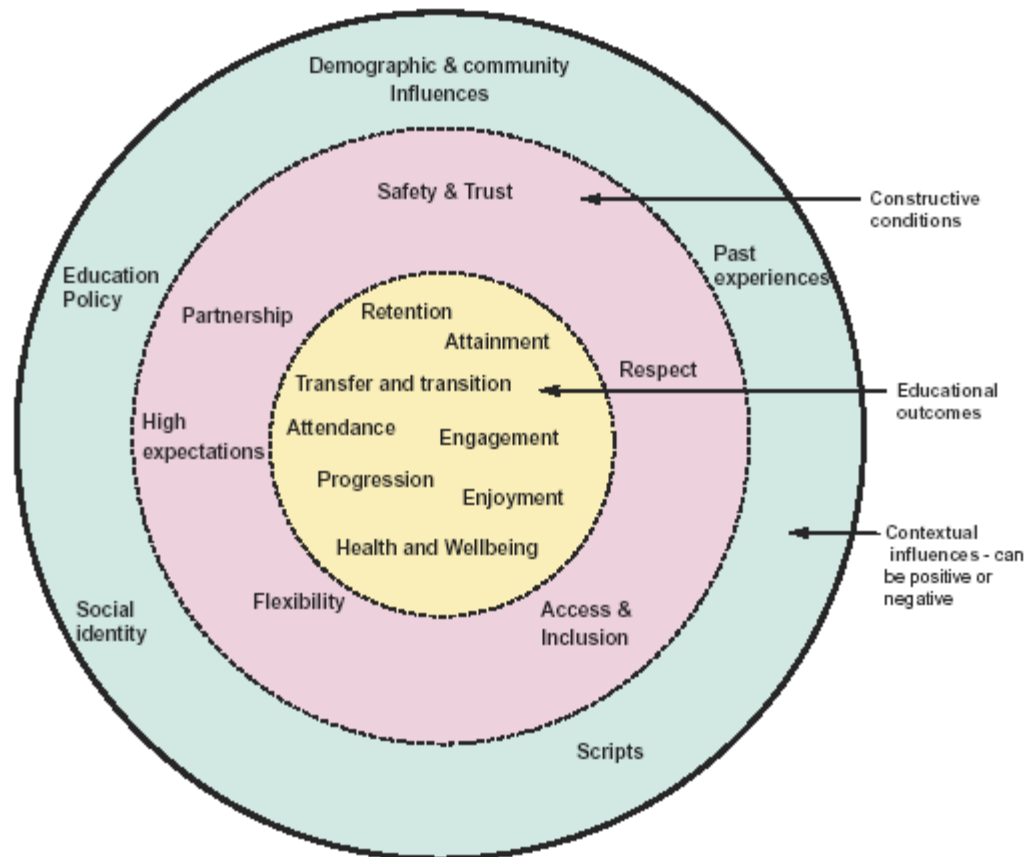 Demographic & community
Influences
Safety & Trust
Constructive
conditions
Past
experiences
Education
Policy
Partnership
Retention
Attainment
Respect
Transfer and transition
Educational
outcomes
High
expectations
Attendance
Engagement
Progression
Enjoyment
Contextual
influences - can
be positive or
negative
Health and Wellbeing
Flexibility
Access &
Inclusion
Social
identity
Scripts